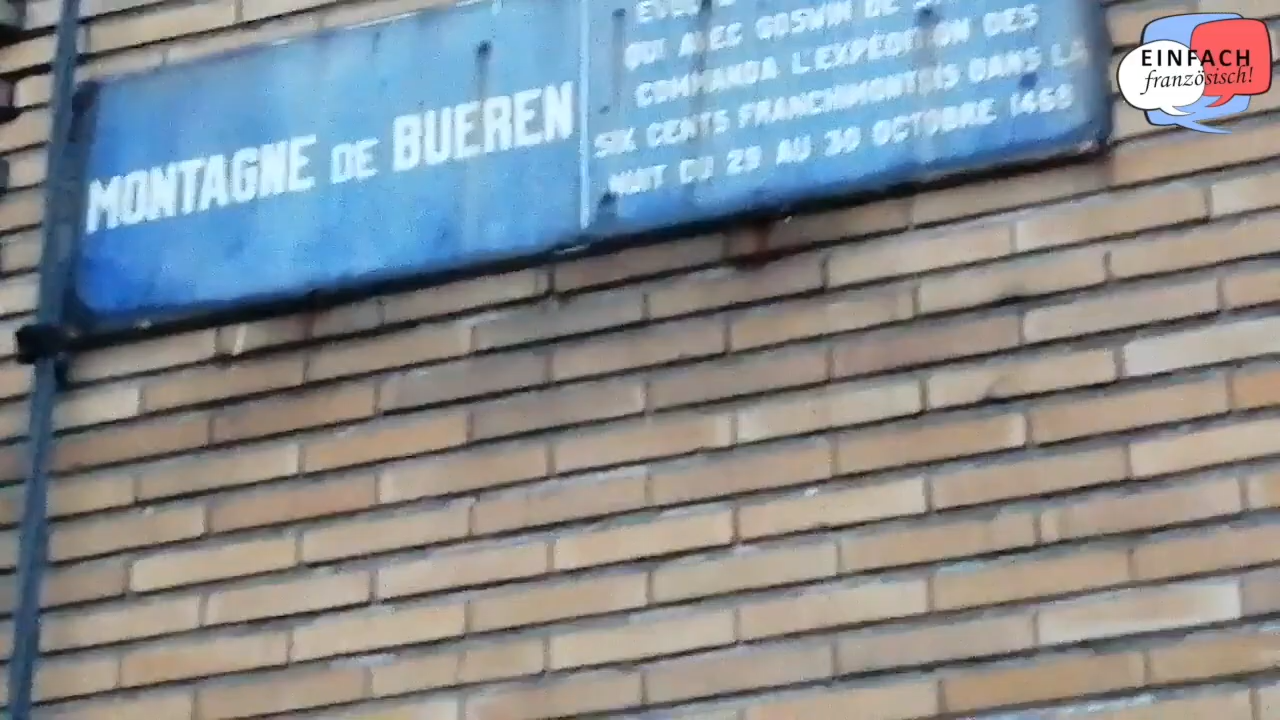 MONTAGNE DE BUEREN
QUI AVEC GOSWIN DE
COMMANDA L'EXPÉDITION DES
SIX CENTS FRANCHIMONTOIS DANS LA
NUIT DU 29 AU 30 OCTOBRE 1468
EINFACH
französisch!